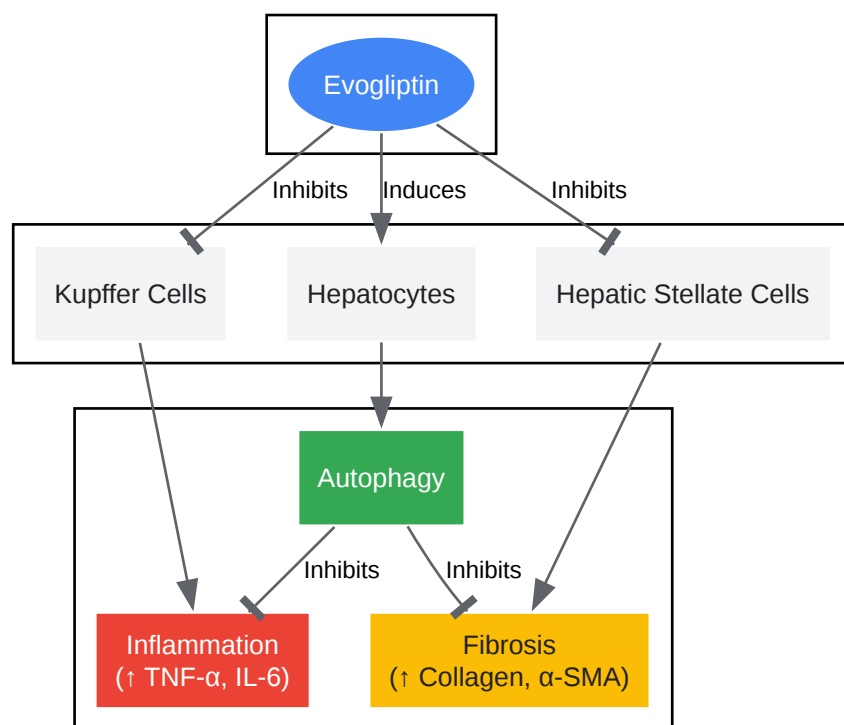 Evogliptin
Inhibits
Induces
Inhibits
Kupffer Cells
Hepatocytes
Hepatic Stellate Cells
Autophagy
Inhibits
Inhibits
Inflammation
(↑ TNF-α, IL-6)
Fibrosis
(↑ Collagen, α-SMA)